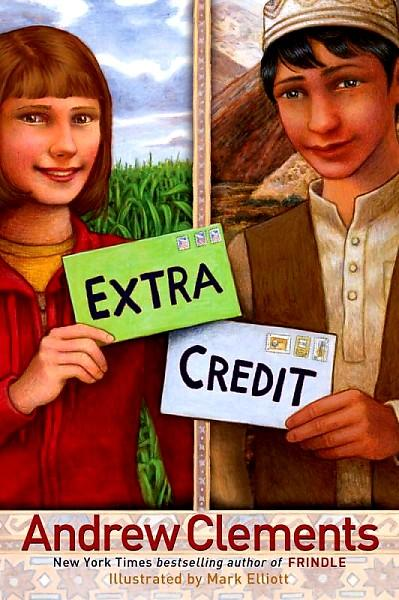 EXTRA
CREDIT
Andrew Clements
New York Times bestselling author of FRINDLE
Illustrated by Mark Elliott